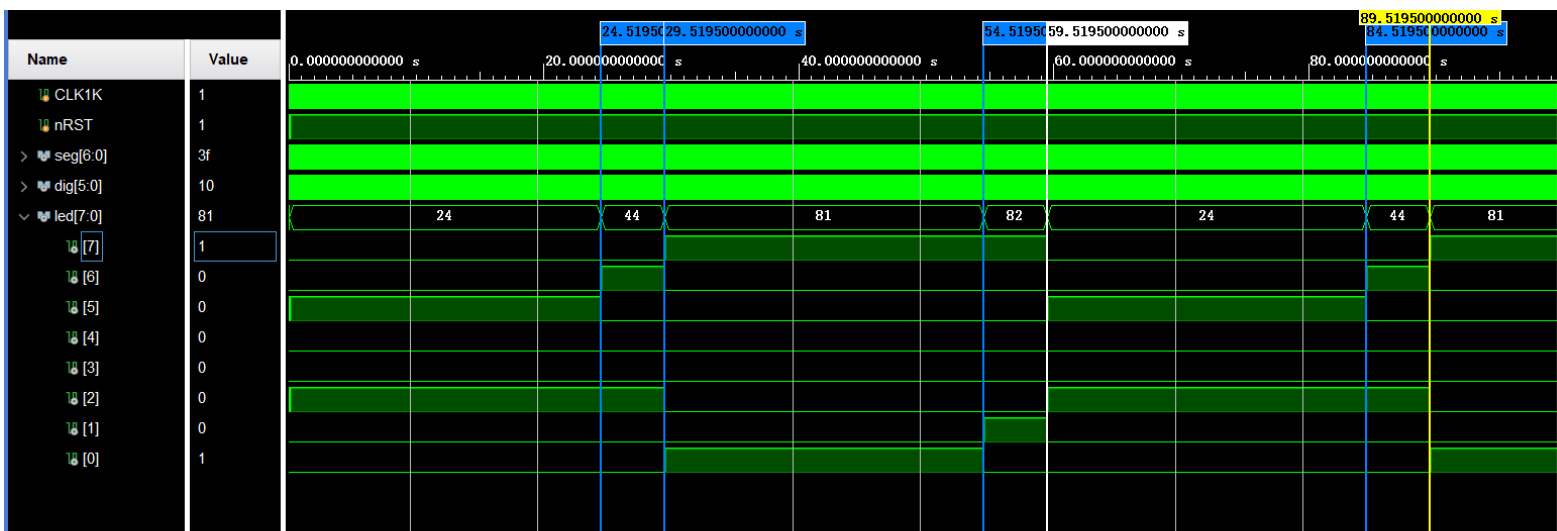 89.519500000000 s
24.5195 29.519500000000 s 54.5195 59.519500000000 s 84.519500000000 s
Name Value 0.000000000000 s 20.000000000000 s 40.000000000000 s 60.000000000000 s 80.000000000000 s
CLK1K 1
nRST 1
seg[6:0] 3f
dig[5:0] 10
led[7:0] 81 24 44 81 82 24 44 81
[7] 1
[6] 0
[5] 0
[4] 0
[3] 0
[2] 0
[1] 0
[0] 1